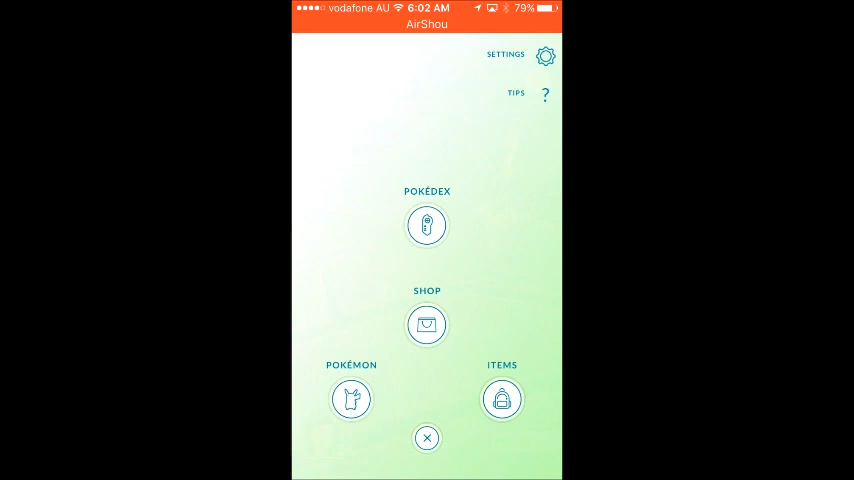 vodafone AU 6:02 AM 79%
AirShou
SETTINGS
TIPS ?
POKÉDEX
SHOP
POKÉMON
ITEMS